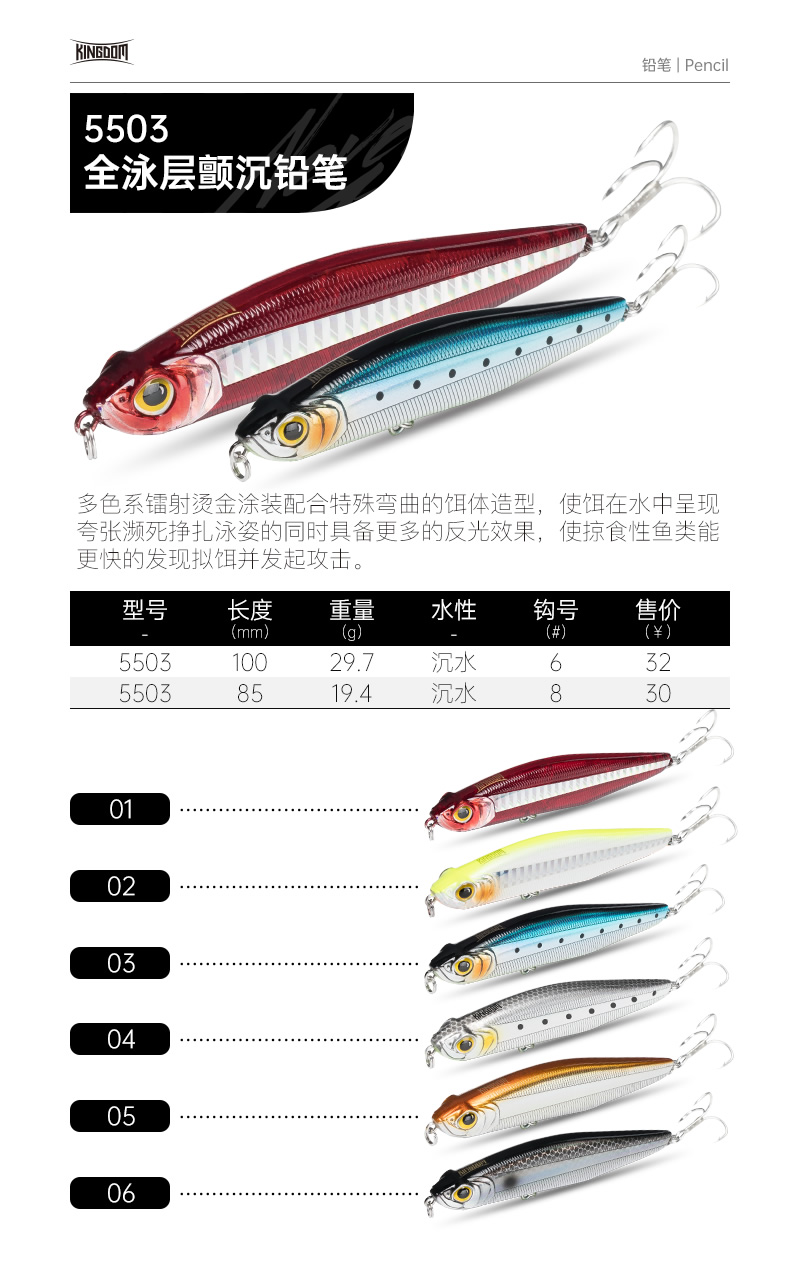 KINGDOM
铅笔 | Pencil
5503
全泳层颤沉铅笔
KINGDOM
多色系镭射烫金涂装配合特殊弯曲的饵体造型，使饵在水中呈现
夸张濒死挣扎泳姿的同时具备更多的反光效果，使掠食性鱼类能
更快的发现拟饵并发起攻击。
型号 长度 重量 水性 钩号 售价
- (mm) (g) - (#) (￥)
5503 100 29.7 沉水 6 32
5503 85 19.4 沉水 8 30
01
02
03
04
05
06